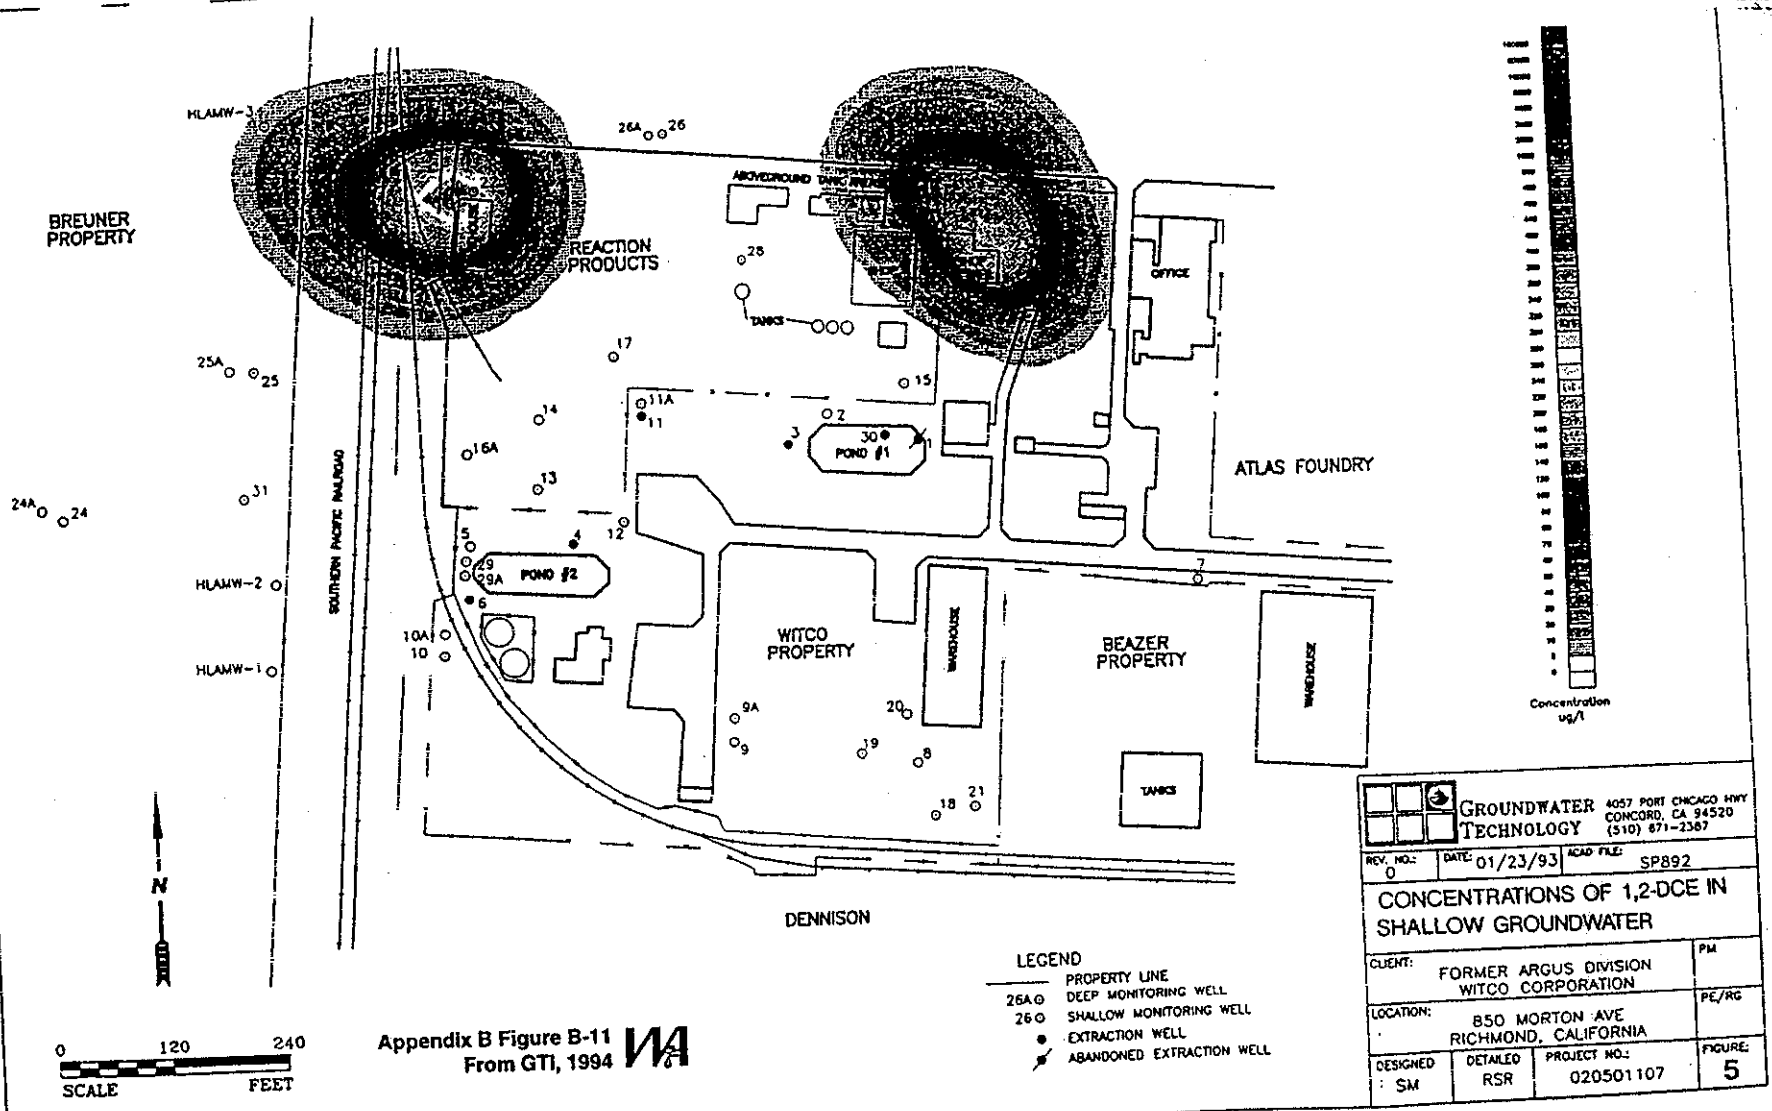 HLAMW-3
26A
26
ABOVEGROUND TANK AREAS
BREUNER
PROPERTY
REACTION
PRODUCTS
28
OFFICE
TANKS
17
25A
25
15
11A
11
14
2
3
30
1
POND #1
16A
ATLAS FOUNDRY
13
31
24A
24
SOUTHERN PACIFIC RAILROAD
12
5
4
29
29A
POND #2
7
HLAMW-2
6
10A
10
WITCO
PROPERTY
WAREHOUSE
BEAZER
PROPERTY
WAREHOUSE
HLAMW-1
9A
9
20
19
8
18
21
TANKS
Concentration
ug/l
N
DENNISON
GROUNDWATER
TECHNOLOGY
4057 PORT CHICAGO HWY
CONCORD, CA 94520
(510) 671-2387
REV. NO.:
0
DATE: 01/23/93
ACAD FILE: SP892
CONCENTRATIONS OF 1,2-DCE IN
SHALLOW GROUNDWATER
CLIENT:
FORMER ARGUS DIVISION
WITCO CORPORATION
PM
LOCATION:
850 MORTON AVE
RICHMOND, CALIFORNIA
PE/RG
DESIGNED
SM
DETAILED
RSR
PROJECT NO.:
020501107
FIGURE:
5
LEGEND
PROPERTY LINE
26A DEEP MONITORING WELL
26 SHALLOW MONITORING WELL
EXTRACTION WELL
ABANDONED EXTRACTION WELL
0 120 240
SCALE FEET
Appendix B Figure B-11
From GTI, 1994